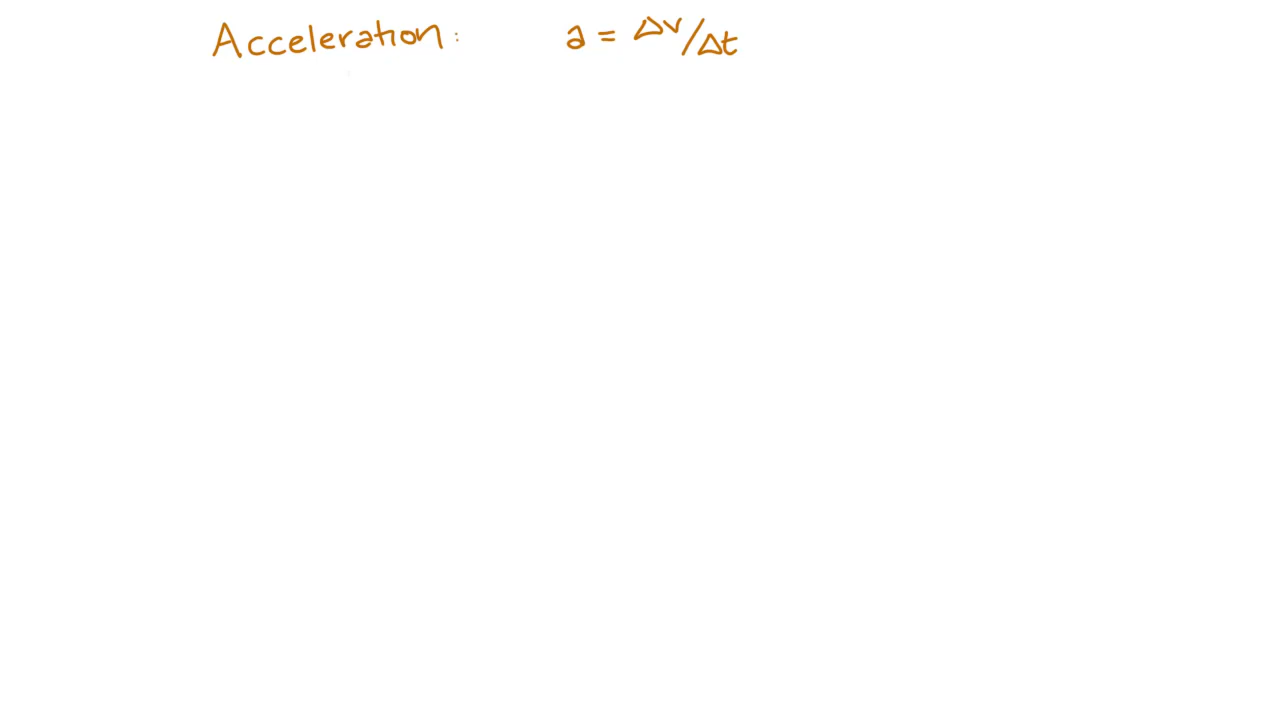 Acceleration: a = Δv/Δt